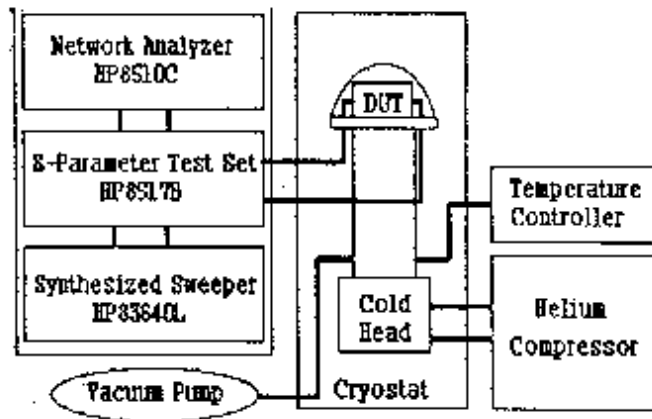 Network Analyzer
HP8510C
S-Parameter Test Set
HP8517B
Synthesized Sweeper
HP83640L
Vacuum Pump
DUT
Cold
Head
Cryostat
Temperature
Controller
Helium
Compressor